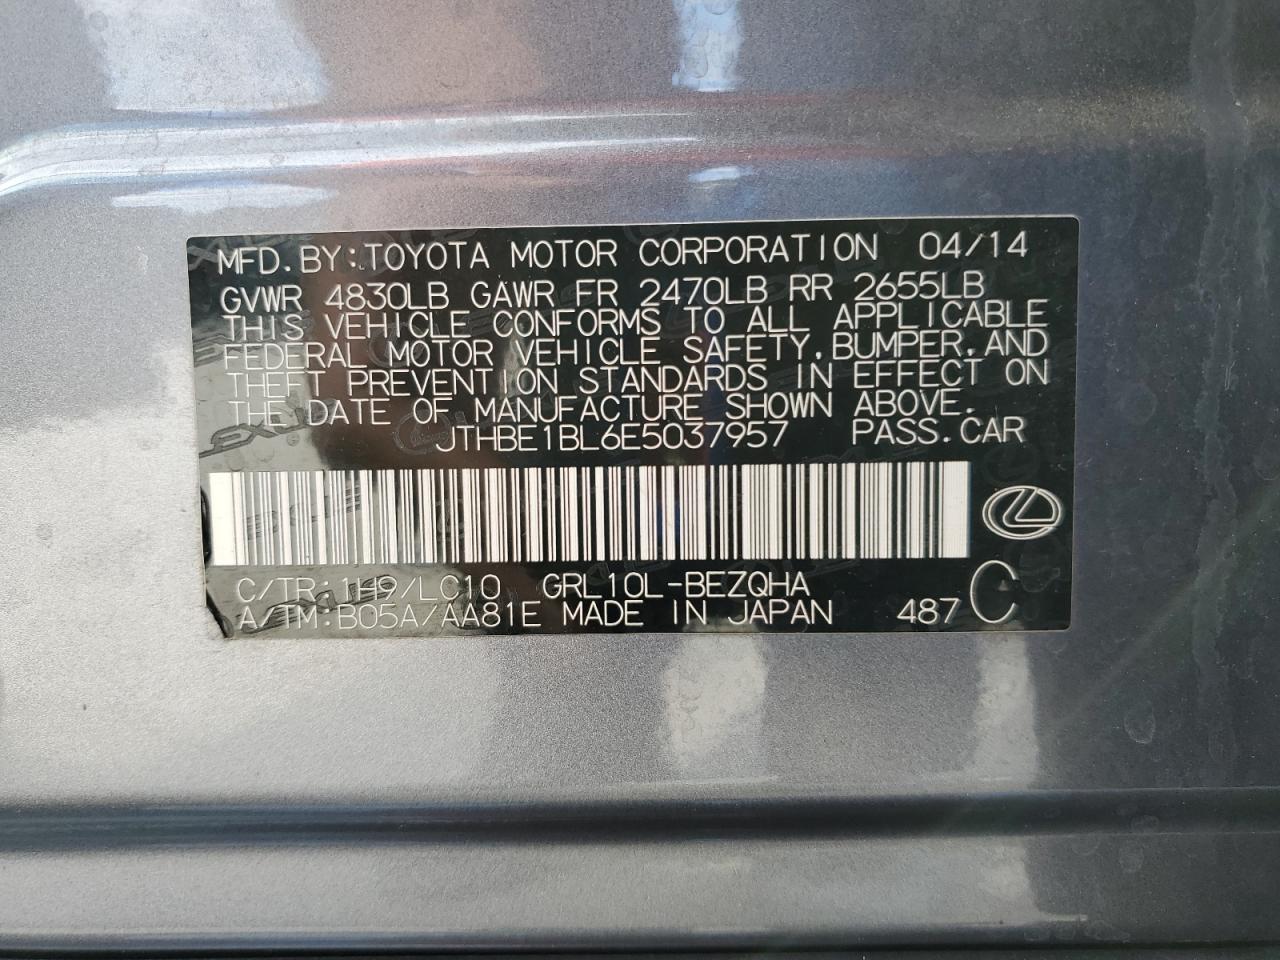 MFD.BY:TOYOTA MOTOR CORPORATION 04/14
GVWR 4830LB GAWR FR 2470LB RR 2655LB
THIS VEHICLE CONFORMS TO ALL APPLICABLE
FEDERAL MOTOR VEHICLE SAFETY,BUMPER,AND
THEFT PREVENTION STANDARDS IN EFFECT ON
THE DATE OF MANUFACTURE SHOWN ABOVE.
JTHBE1BL6E5037957 PASS.CAR
C/TR:1H9/LC10 GRL10L-BEZQHA
A/TM:B05A/AA81E MADE IN JAPAN 487 C